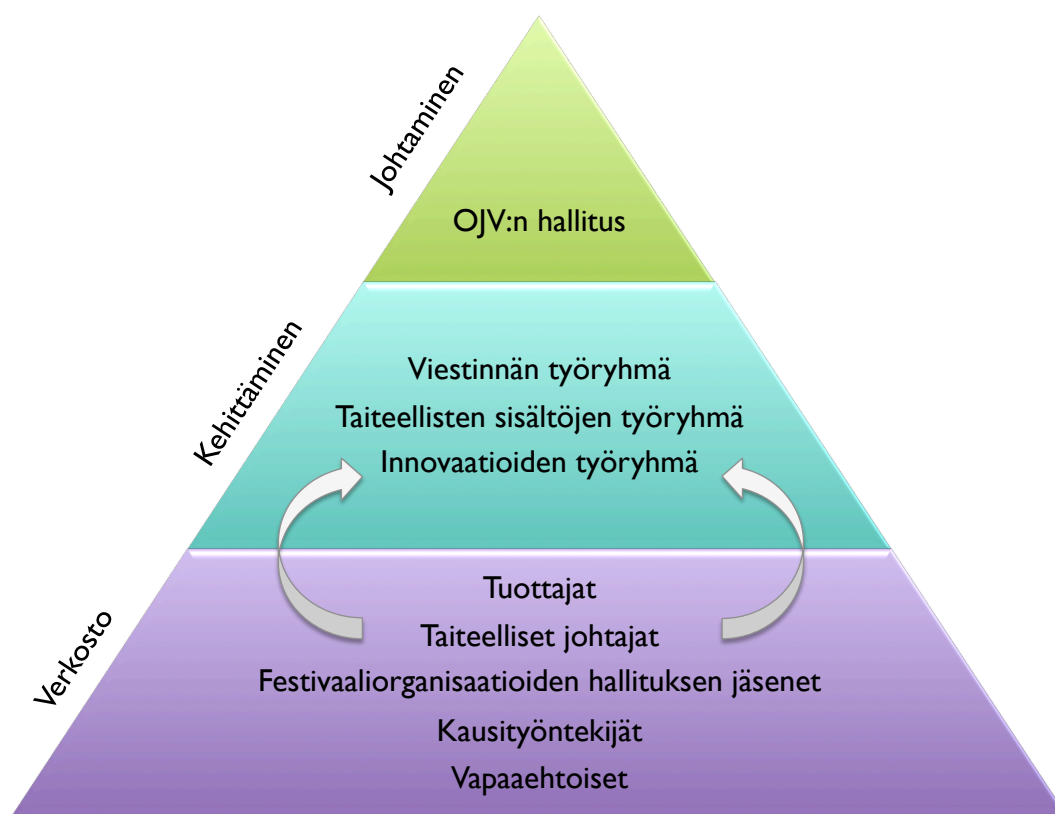 Johtaminen
OJV:n hallitus
Kehittäminen
Viestinnän työryhmä
Taiteellisten sisältöjen työryhmä
Innovaatioiden työryhmä
Verkosto
Tuottajat
Taiteelliset johtajat
Festivaaliorganisaatioiden hallituksen jäsenet
Kausityöntekijät
Vapaaehtoiset